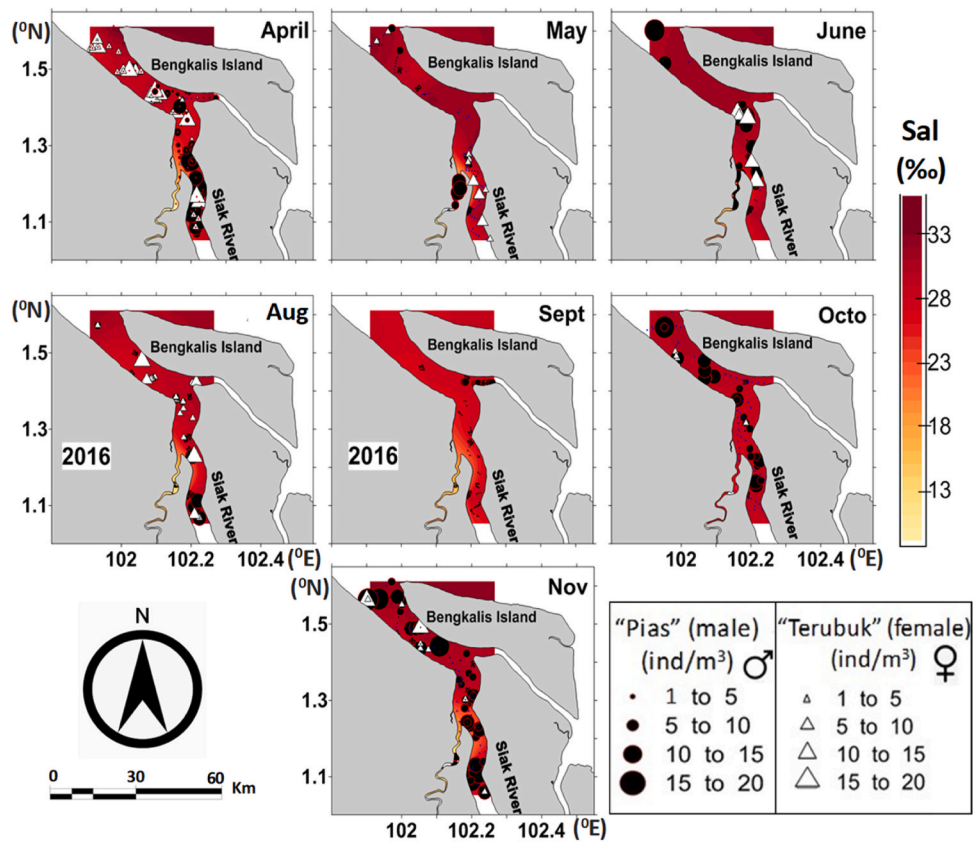 (⁰N)
April
Bengkalis Island
1.5
1.3
1.1
Siak River
May
Bengkalis Island
Siak River
June
Bengkalis Island
Siak River
Sal
(‰)
33
28
23
18
13
(⁰N)
Aug
Bengkalis Island
1.5
1.3
1.1
2016
Siak River
102 102.2 102.4 (⁰E)
Sept
Bengkalis Island
2016
Siak River
Octo
Bengkalis Island
Siak River
102 102.2 102.4 (⁰E)
(⁰N)
Nov
Bengkalis Island
1.5
1.3
1.1
Siak River
102 102.2 102.4 (⁰E)
N
0 30 60
Km
“Pias” (male)
(ind/m³) ♂
1 to 5
5 to 10
10 to 15
15 to 20
“Terubuk” (female)
(ind/m³) ♀
1 to 5
5 to 10
10 to 15
15 to 20